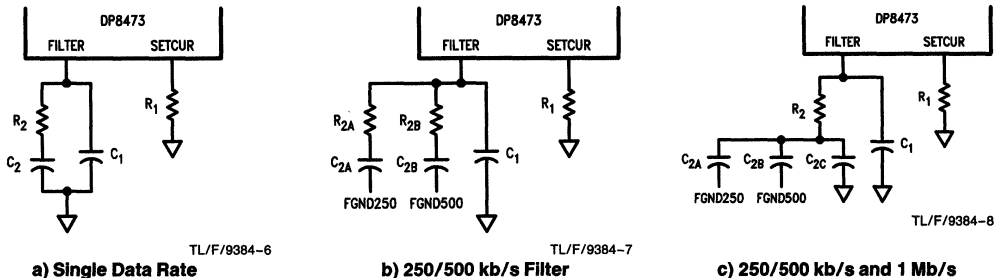 DP8473
FILTER SETCUR
R2
C2
C1
R1
TL/F/9384-6
a) Single Data Rate
DP8473
FILTER SETCUR
R2A
R2B
C2A
C2B
C1
R1
FGND250 FGND500
TL/F/9384-7
b) 250/500 kb/s Filter
DP8473
FILTER SETCUR
R2
R1
C2A
C2B
C2C
C1
FGND250 FGND500
TL/F/9384-8
c) 250/500 kb/s and 1 Mb/s